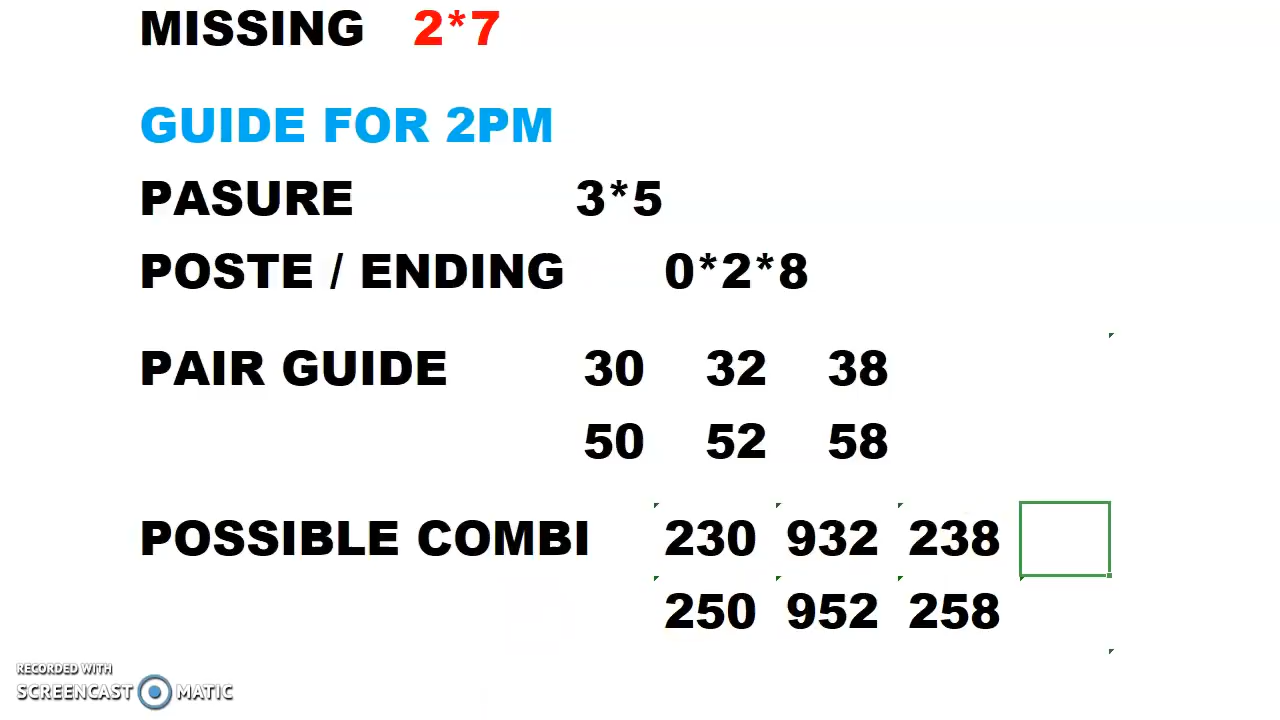 MISSING 2*7
GUIDE FOR 2PM
PASURE 3*5
POSTE / ENDING 0*2*8
PAIR GUIDE 30 32 38
50 52 58
POSSIBLE COMBI 230 932 238
250 952 258
RECORDED WITH
SCREENCAST MATIC